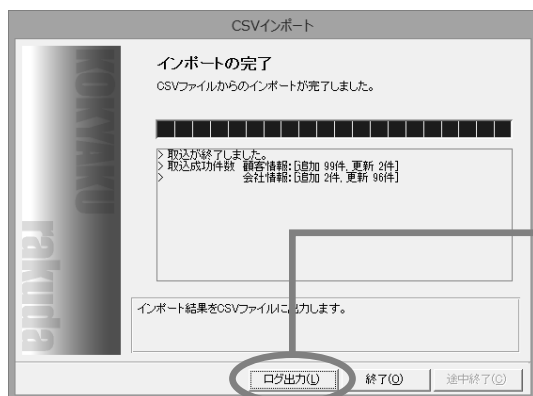 CSVインポート
インポートの完了
CSVファイルからのインポートが完了しました。
> 取込が終了しました。
> 取込成功件数 顧客情報:[追加 99件, 更新 2件]
> 会社情報:[追加 2件, 更新 96件]
インポート結果をCSVファイルに出力します。
KOKYAKU
rakuda
ログ出力(L)
終了(O)
途中終了(C)